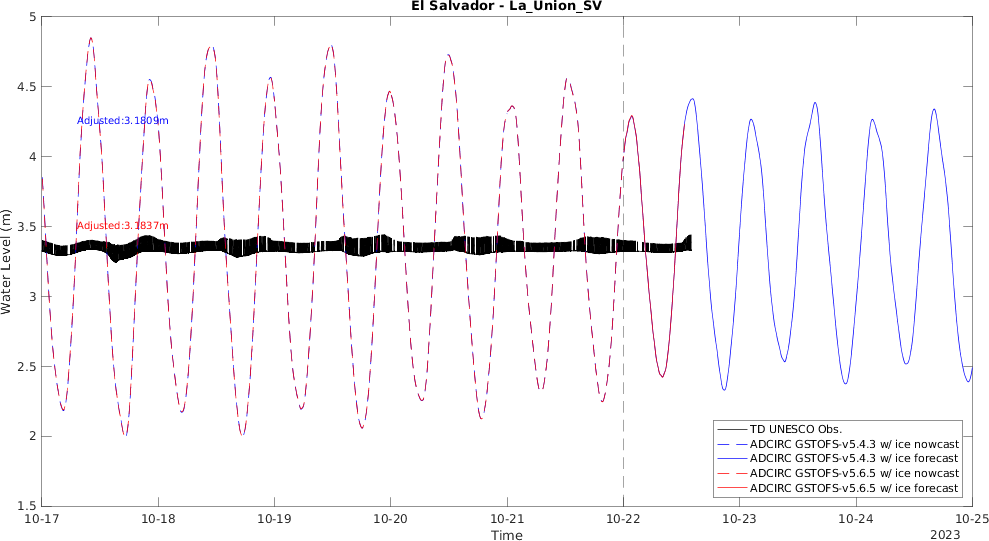 El Salvador - La_Union_SV
5
4.5
4
3.5
3
2.5
2
1.5
Water Level (m)
Adjusted:3.1809m
Adjusted:3.1837m
TD UNESCO Obs.
ADCIRC GSTOFS-v5.4.3 w/ ice nowcast
ADCIRC GSTOFS-v5.4.3 w/ ice forecast
ADCIRC GSTOFS-v5.6.5 w/ ice nowcast
ADCIRC GSTOFS-v5.6.5 w/ ice forecast
10-17 10-18 10-19 10-20 10-21 10-22 10-23 10-24 10-25
Time
2023